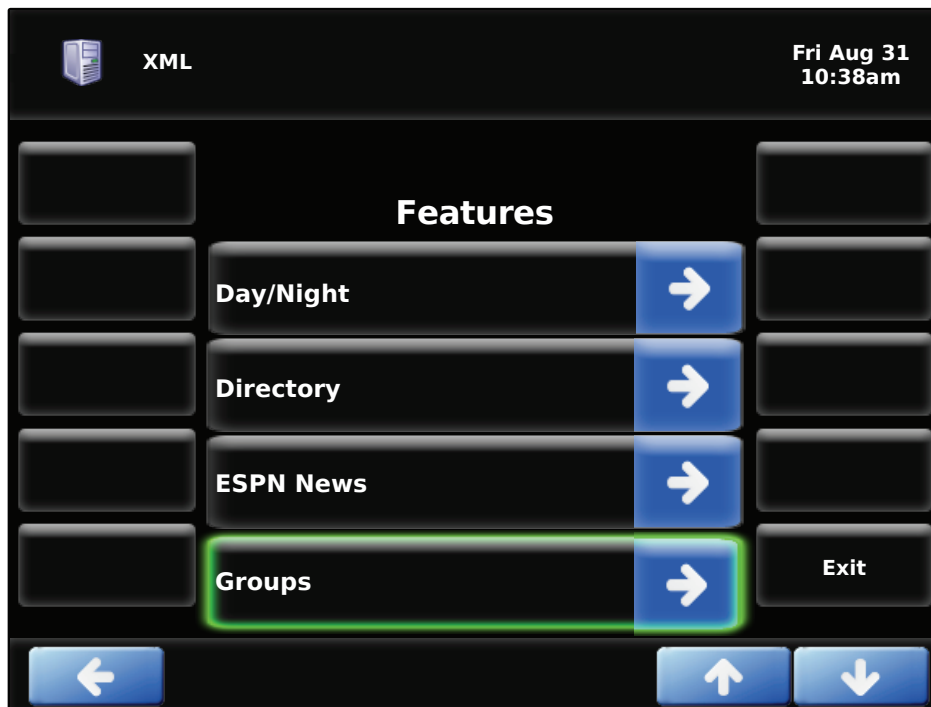 XML
Fri Aug 31
10:38am
Features
Day/Night
Directory
ESPN News
Groups
Exit